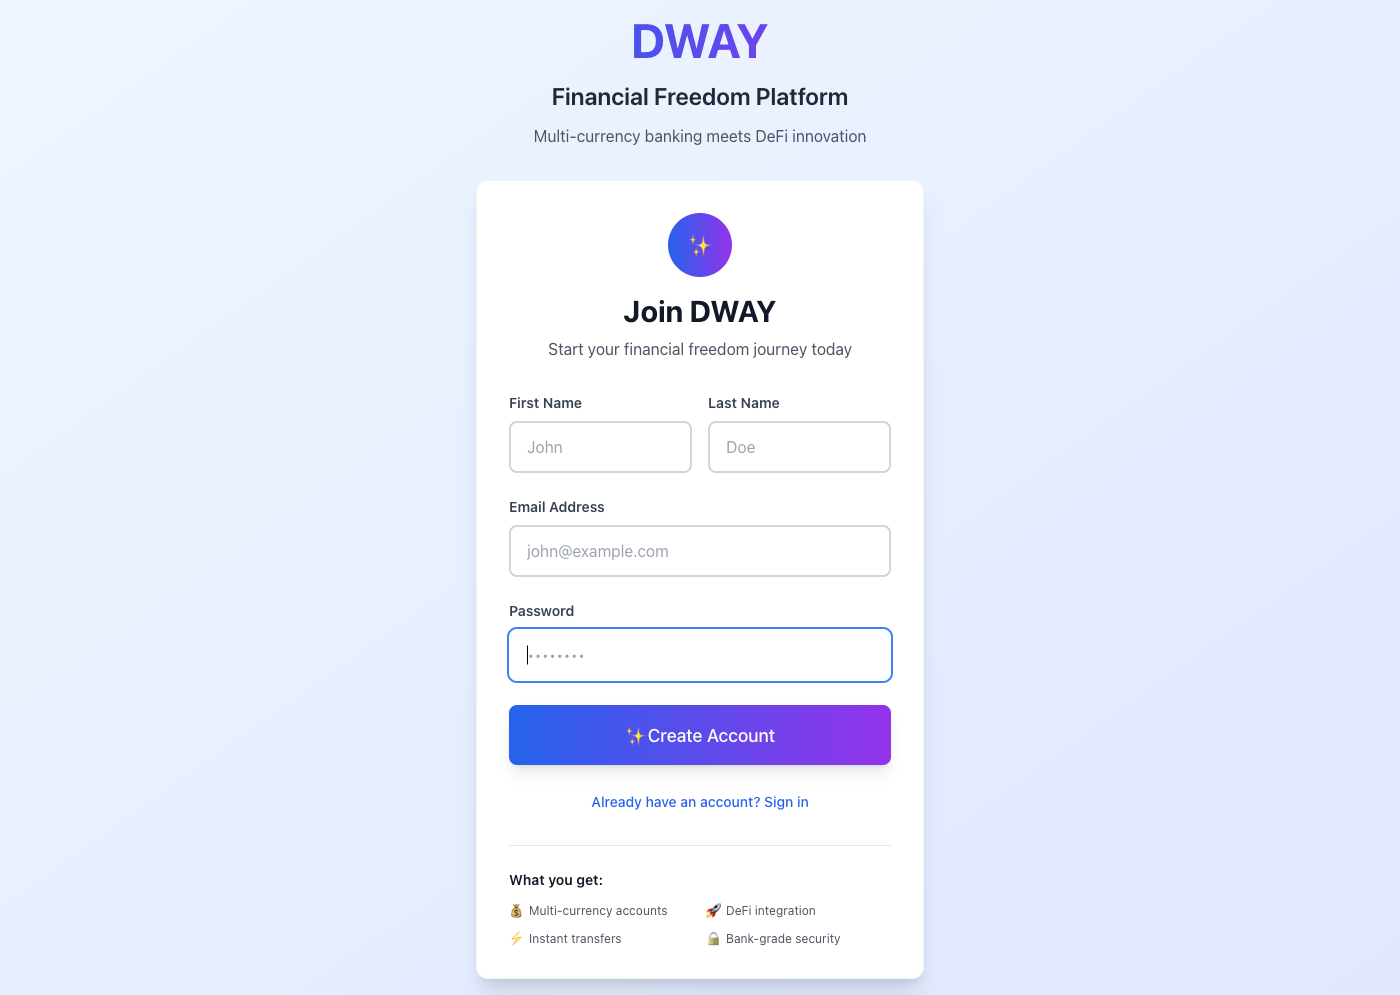 DWAY
Financial Freedom Platform
Multi-currency banking meets DeFi innovation
Join DWAY
Start your financial freedom journey today
First Name
Last Name
John
Doe
Email Address
john@example.com
Password
••••••••
✨ Create Account
Already have an account? Sign in
What you get:
💰 Multi-currency accounts
🚀 DeFi integration
⚡ Instant transfers
🔒 Bank-grade security